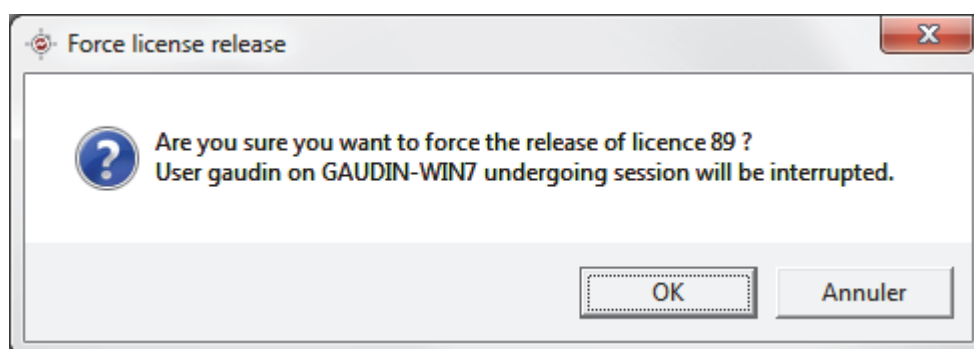 Force license release
Are you sure you want to force the release of licence 89 ?
User gaudin on GAUDIN-WIN7 undergoing session will be interrupted.
OK
Annuler